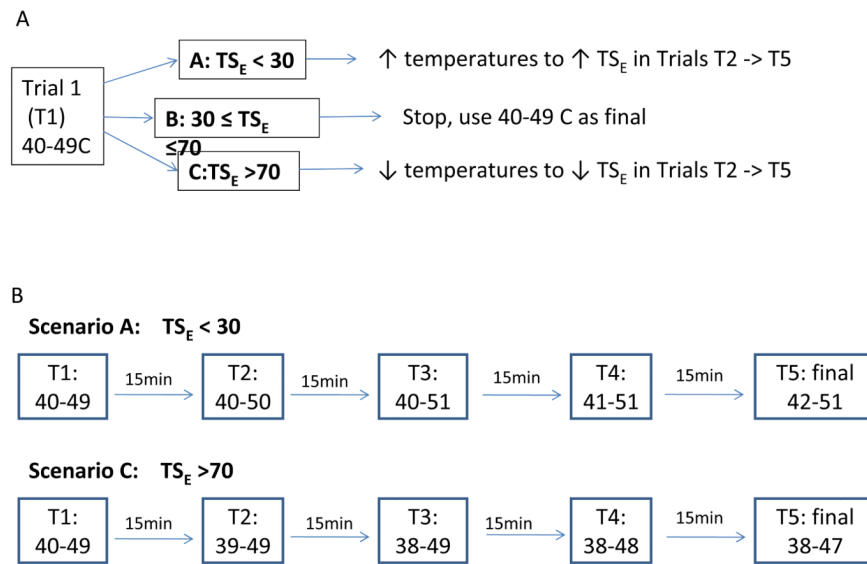 A
Trial 1
(T1)
40-49C
A: TSE < 30
↑ temperatures to ↑ TSE in Trials T2 -> T5
B: 30 ≤ TSE
≤70
Stop, use 40-49 C as final
C:TSE >70
↓ temperatures to ↓ TSE in Trials T2 -> T5
B
Scenario A: TSE < 30
T1:
40-49
15min
T2:
40-50
15min
T3:
40-51
15min
T4:
41-51
15min
T5: final
42-51
Scenario C: TSE >70
T1:
40-49
15min
T2:
39-49
15min
T3:
38-49
15min
T4:
38-48
15min
T5: final
38-47